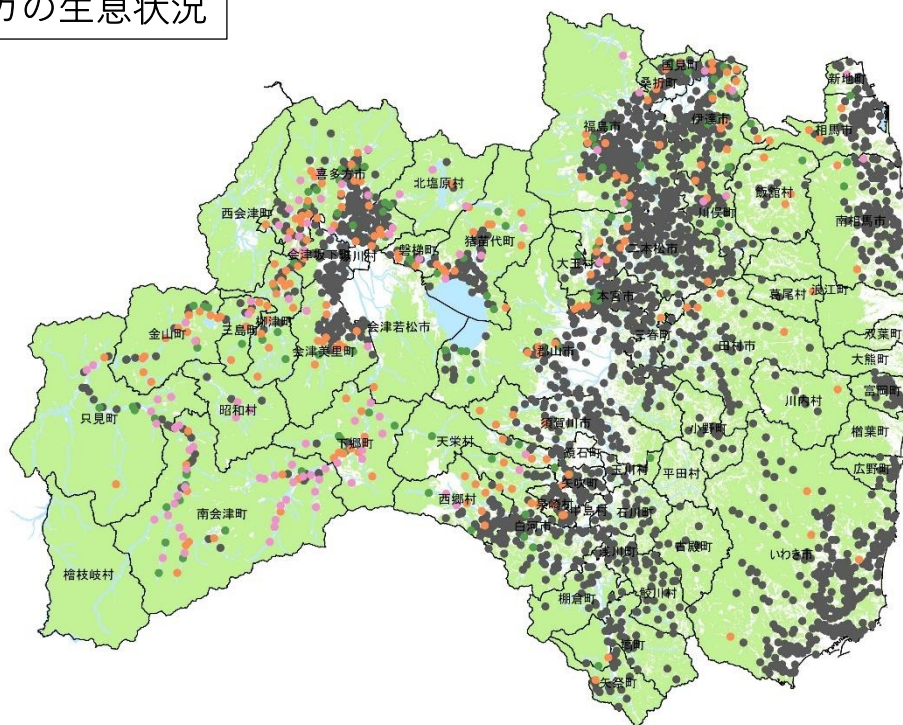 カの生息状況
国見町
新地町
桑折町
伊達市
福島市
相馬市
喜多方市
北塩原村
飯舘村
川俣町
西会津町
南相馬市
猪苗代町
磐梯町
会津坂下町
湯川村
二本松市
大玉村
葛尾村
浪江町
本宮市
柳津町
三島町
金山町
会津若松市
双葉町
三春町
田村市
会津美里町
郡山市
大熊町
富岡町
川内村
昭和村
只見町
須賀川市
小野町
楢葉町
下郷町
天栄村
鏡石町
広野町
玉川村
平田村
矢吹町
西郷村
泉崎村
中島村
石川町
南会津町
白河市
古殿町
浅川町
いわき市
檜枝岐村
鮫川村
棚倉町
塙町
矢祭町